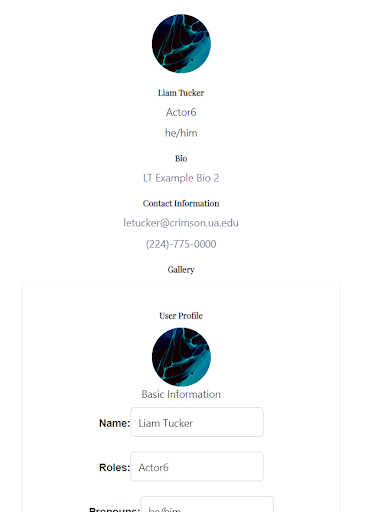 Liam Tucker
Actor6
he/him
Bio
LT Example Bio 2
Contact Information
letucker@crimson.ua.edu
(224)-775-0000
Gallery
User Profile
Basic Information
Name: Liam Tucker
Roles: Actor6
Pronouns: he/him